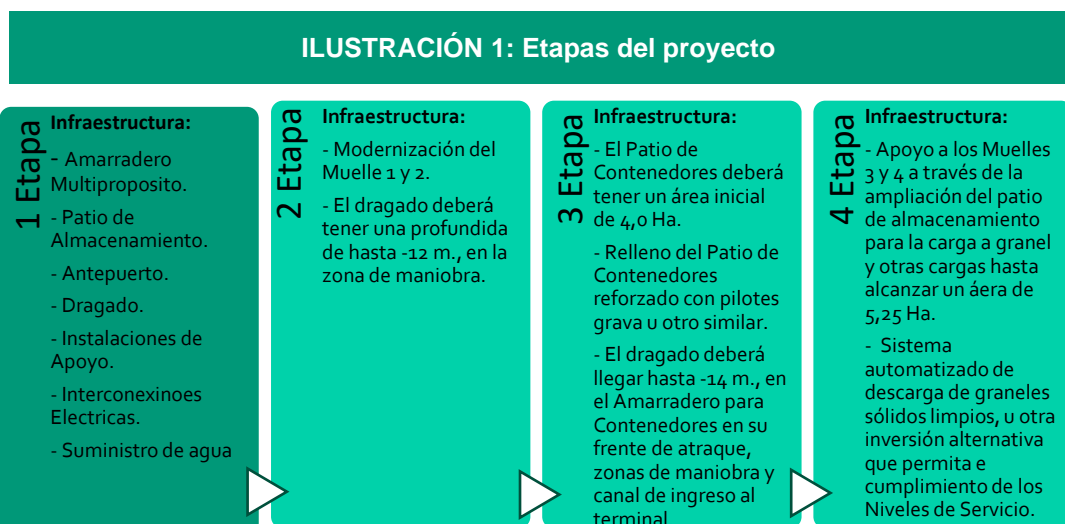 ILUSTRACIÓN 1: Etapas del proyecto
1 Etapa
Infraestructura:
- Amarradero
Multiproposito.
- Patio de
Almacenamiento.
- Antepuerto.
- Dragado.
- Instalaciones de
Apoyo.
- Interconexinoes
Electricas.
- Suministro de agua
2 Etapa
Infraestructura:
- Modernización del
Muelle 1 y 2.
- El dragado deberá
tener una profundida
de hasta -12 m., en la
zona de maniobra.
3 Etapa
Infraestructura:
- El Patio de
Contenedores deberá
tener un área inicial
de 4,0 Ha.
- Relleno del Patio de
Contenedores
reforzado con pilotes
grava u otro similar.
- El dragado deberá
llegar hasta -14 m., en
el Amarradero para
Contenedores en su
frente de atraque,
zonas de maniobra y
canal de ingreso al
terminal
4 Etapa
Infraestructura:
- Apoyo a los Muelles
3 y 4 a través de la
ampliación del patio
de almacenamiento
para la carga a granel
y otras cargas hasta
alcanzar un áera de
5,25 Ha.
- Sistema
automatizado de
descarga de graneles
sólidos limpios, u otra
inversión alternativa
que permita e
cumplimiento de los
Niveles de Servicio.